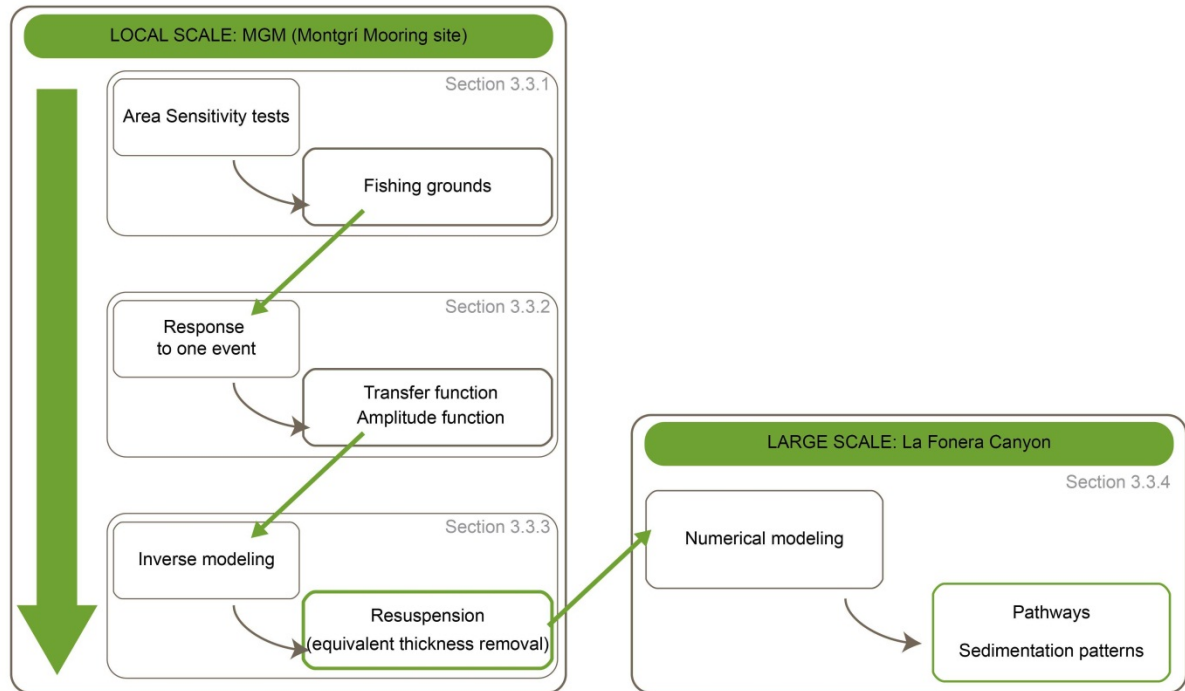 LOCAL SCALE: MGM (Montgrí Mooring site)
Section 3.3.1
Area Sensitivity tests
Fishing grounds
Section 3.3.2
Response
to one event
Transfer function
Amplitude function
Section 3.3.3
Inverse modeling
Resuspension
(equivalent thickness removal)
LARGE SCALE: La Fonera Canyon
Section 3.3.4
Numerical modeling
Pathways
Sedimentation patterns